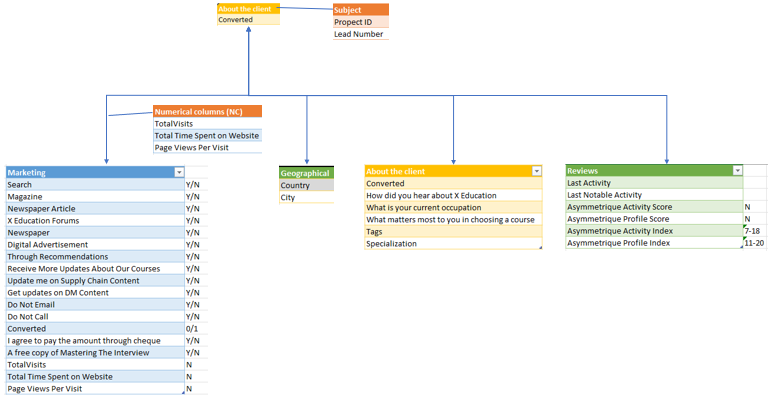 About the client
Converted
Subject
Propect ID
Lead Number
Numerical columns (NC)
TotalVisits
Total Time Spent on Website
Page Views Per Visit
Marketing
Search Y/N
Magazine Y/N
Newspaper Article Y/N
X Education Forums Y/N
Newspaper Y/N
Digital Advertisement Y/N
Through Recommendations Y/N
Receive More Updates About Our Courses Y/N
Update me on Supply Chain Content Y/N
Get updates on DM Content Y/N
Do Not Email Y/N
Do Not Call Y/N
Converted 0/1
I agree to pay the amount through cheque Y/N
A free copy of Mastering The Interview Y/N
TotalVisits N
Total Time Spent on Website N
Page Views Per Visit N
Geographical
Country
City
About the client
Converted
How did you hear about X Education
What is your current occupation
What matters most to you in choosing a course
Tags
Specialization
Reviews
Last Activity
Last Notable Activity
Asymmetrique Activity Score N
Asymmetrique Profile Score N
Asymmetrique Activity Index 7-18
Asymmetrique Profile Index 11-20